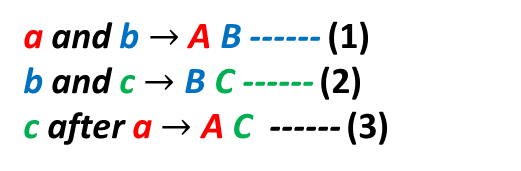 a and b → A B ------ (1)
b and c → B C ------ (2)
c after a → A C ------ (3)